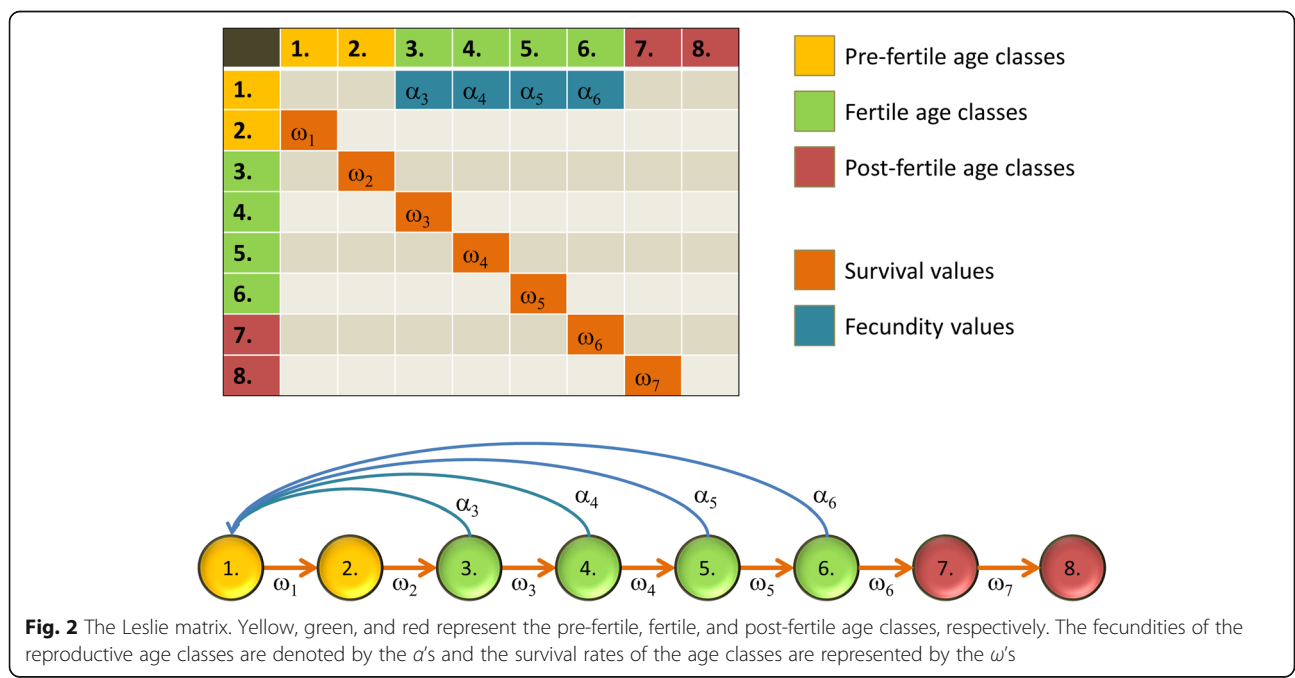 1. 2. 3. 4. 5. 6. 7. 8.
1. α3 α4 α5 α6
2. ω1
3. ω2
4. ω3
5. ω4
6. ω5
7. ω6
8. ω7
Pre-fertile age classes
Fertile age classes
Post-fertile age classes
Survival values
Fecundity values
α3 α4 α5 α6
1. 2. 3. 4. 5. 6. 7. 8.
ω1 ω2 ω3 ω4 ω5 ω6 ω7
Fig. 2 The Leslie matrix. Yellow, green, and red represent the pre-fertile, fertile, and post-fertile age classes, respectively. The fecundities of the
reproductive age classes are denoted by the α's and the survival rates of the age classes are represented by the ω's